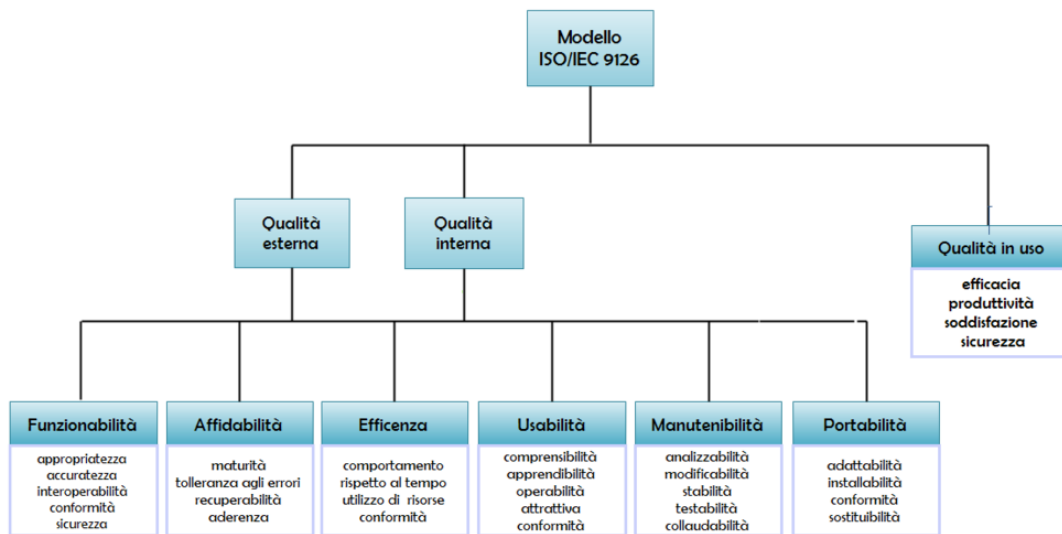 Modello
ISO/IEC 9126
Qualità
esterna
Qualità
interna
Qualità in uso
efficacia
produttività
soddisfazione
sicurezza
Funzionabilità
appropriatezza
accuratezza
interoperabilità
conformità
sicurezza
Affidabilità
maturità
tolleranza agli errori
recuperabilità
aderenza
Efficenza
comportamento
rispetto al tempo
utilizzo di risorse
conformità
Usabilità
comprensibilità
apprendibilità
operabilità
attrattiva
conformità
Manutenibilità
analizzabilità
modificabilità
stabilità
testabilità
collaudabilità
Portabilità
adattabilità
installabilità
conformità
sostituibilità